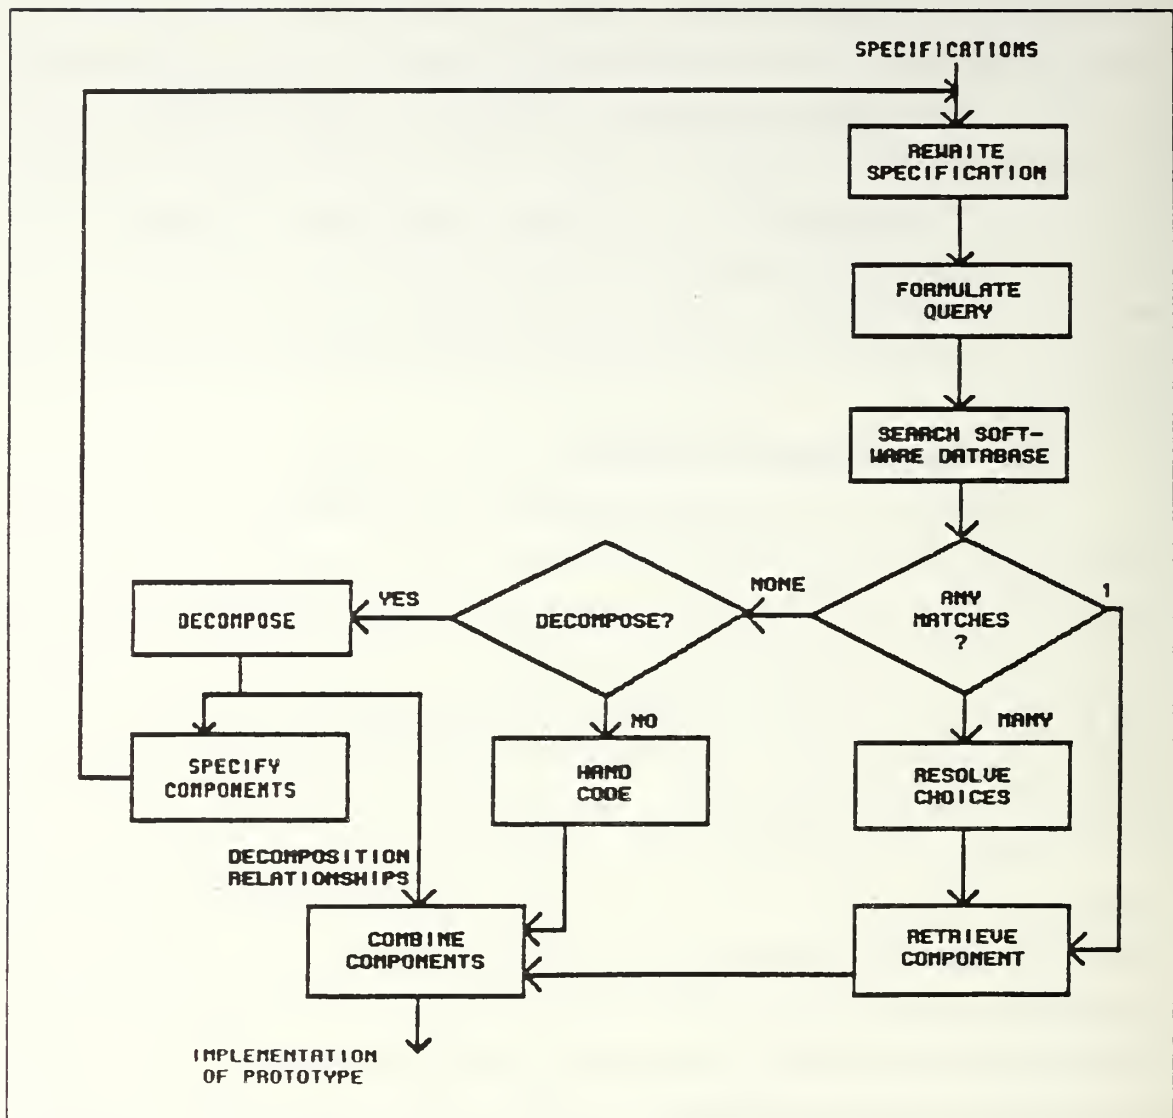 SPECIFICATIONS
REWRITE
SPECIFICATION
FORMULATE
QUERY
SEARCH SOFT-
WARE DATABASE
ANY
MATCHES
?
1
NONE
MANY
DECOMPOSE?
YES
NO
DECOMPOSE
SPECIFY
COMPONENTS
HAND
CODE
RESOLVE
CHOICES
DECOMPOSITION
RELATIONSHIPS
COMBINE
COMPONENTS
RETRIEVE
COMPONENT
IMPLEMENTATION
OF PROTOTYPE